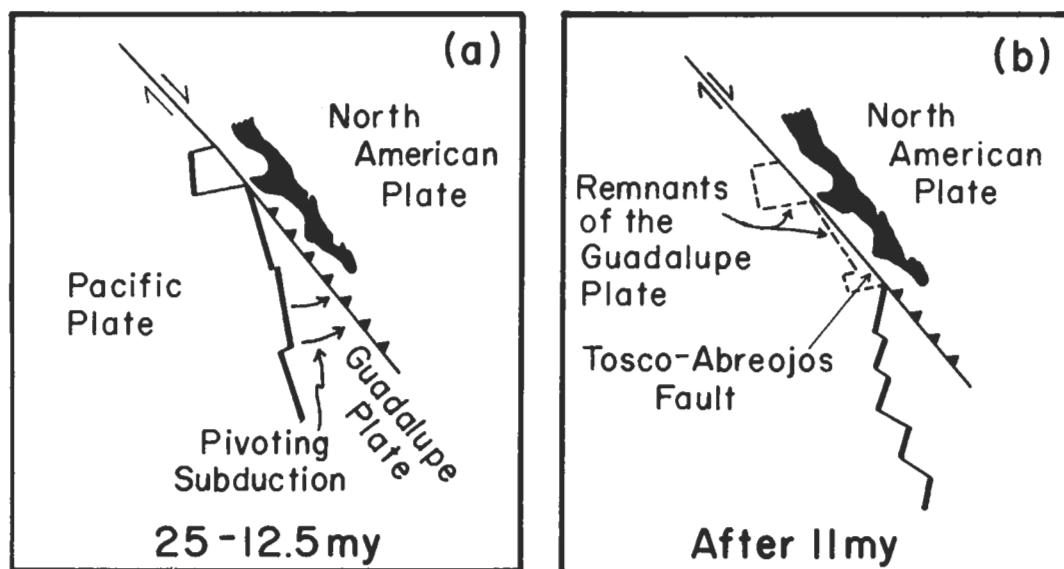 (a)
North
American
Plate
Pacific
Plate
Guadalupe
Plate
Pivoting
Subduction
25-12.5my
(b)
North
American
Plate
Remnants
of the
Guadalupe
Plate
Tosco-Abreojos
Fault
After 11my